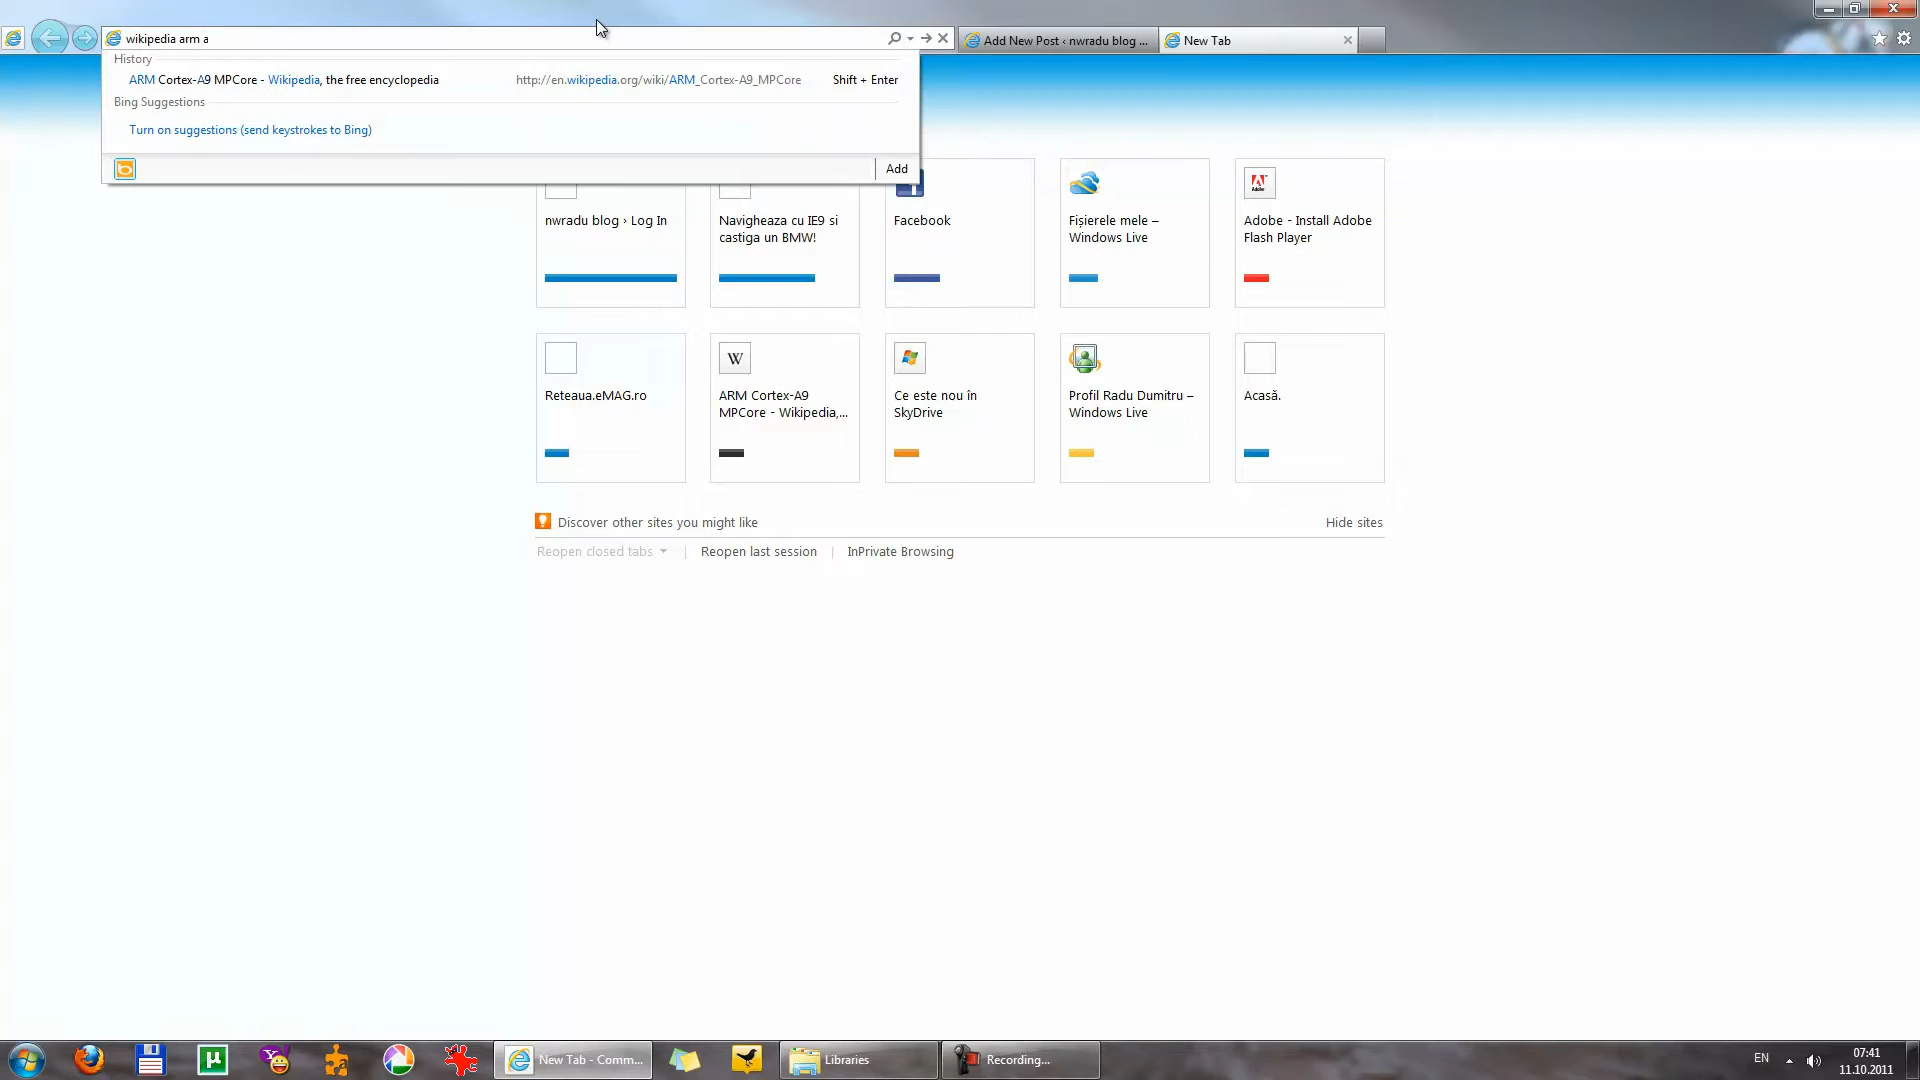 wikipedia arm a
Add New Post ‹ nwradu blog ...
New Tab
History
ARM Cortex-A9 MPCore - Wikipedia, the free encyclopedia
http://en.wikipedia.org/wiki/ARM_Cortex-A9_MPCore
Shift + Enter
Bing Suggestions
Turn on suggestions (send keystrokes to Bing)
Add
nwradu blog › Log In
Navigheaza cu IE9 si
castiga un BMW!
Facebook
Fișierele mele –
Windows Live
Adobe
Adobe - Install Adobe
Flash Player
Reteaua.eMAG.ro
W
ARM Cortex-A9
MPCore - Wikipedia,...
Ce este nou în
SkyDrive
Profil Radu Dumitru –
Windows Live
Acasă.
Discover other sites you might like
Hide sites
Reopen closed tabs
Reopen last session
InPrivate Browsing
New Tab - Comm...
Libraries
Recording...
EN
07:41
11.10.2011